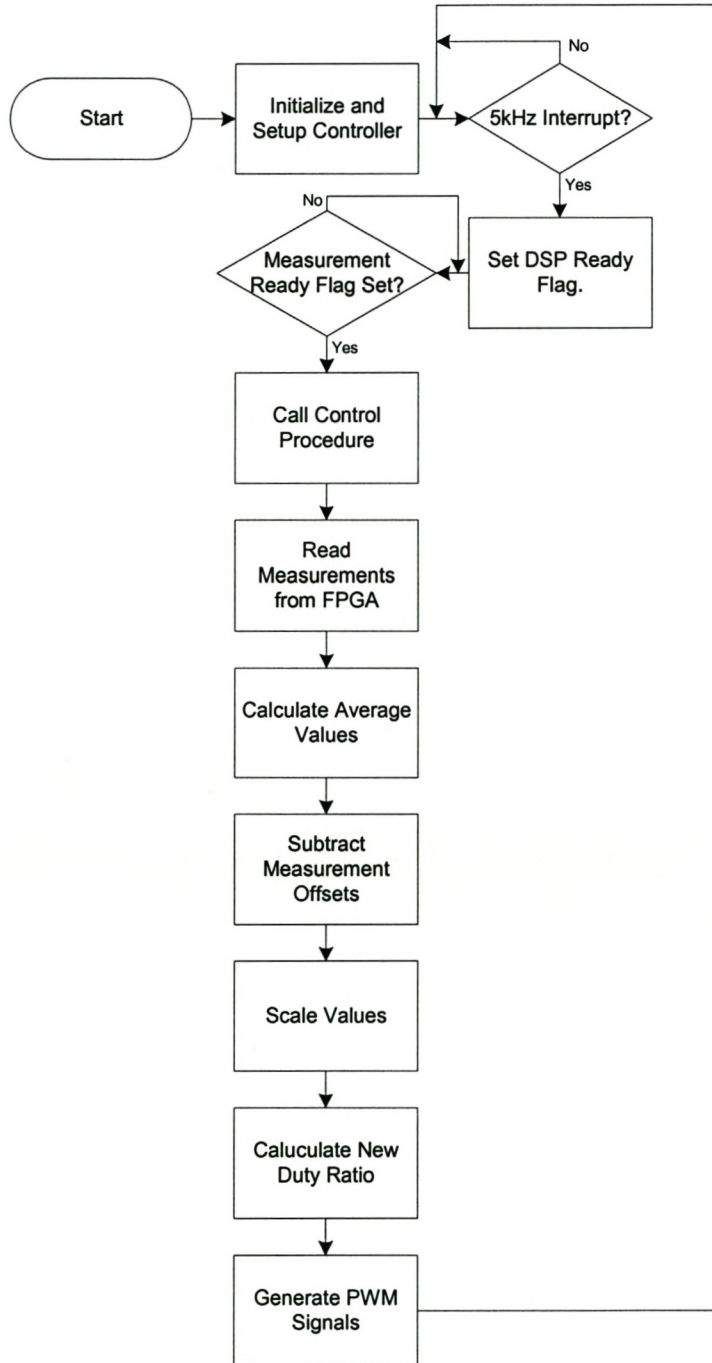 Start
Initialize and
Setup Controller
No
5kHz Interrupt?
Yes
Set DSP Ready
Flag.
No
Measurement
Ready Flag Set?
Yes
Call Control
Procedure
Read
Measurements
from FPGA
Calculate Average
Values
Subtract
Measurement
Offsets
Scale Values
Caluculate New
Duty Ratio
Generate PWM
Signals